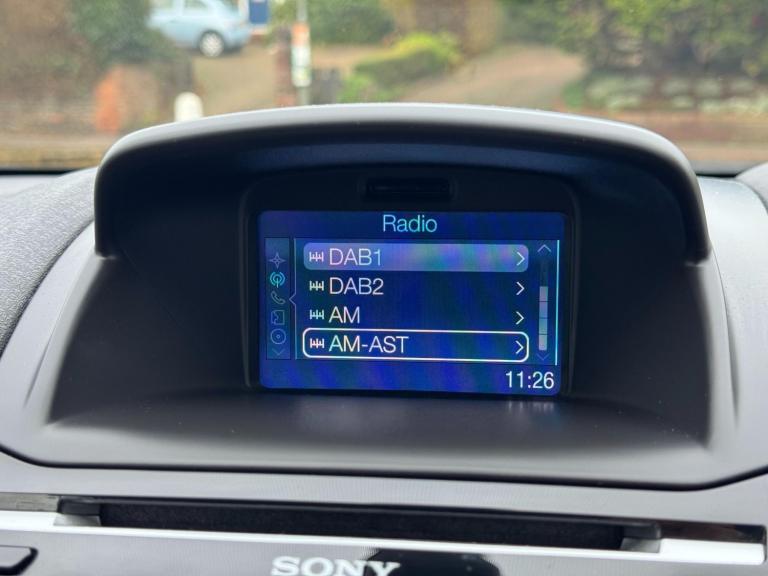 Radio
DAB1
DAB2
AM
AM-AST
11:26
SONY